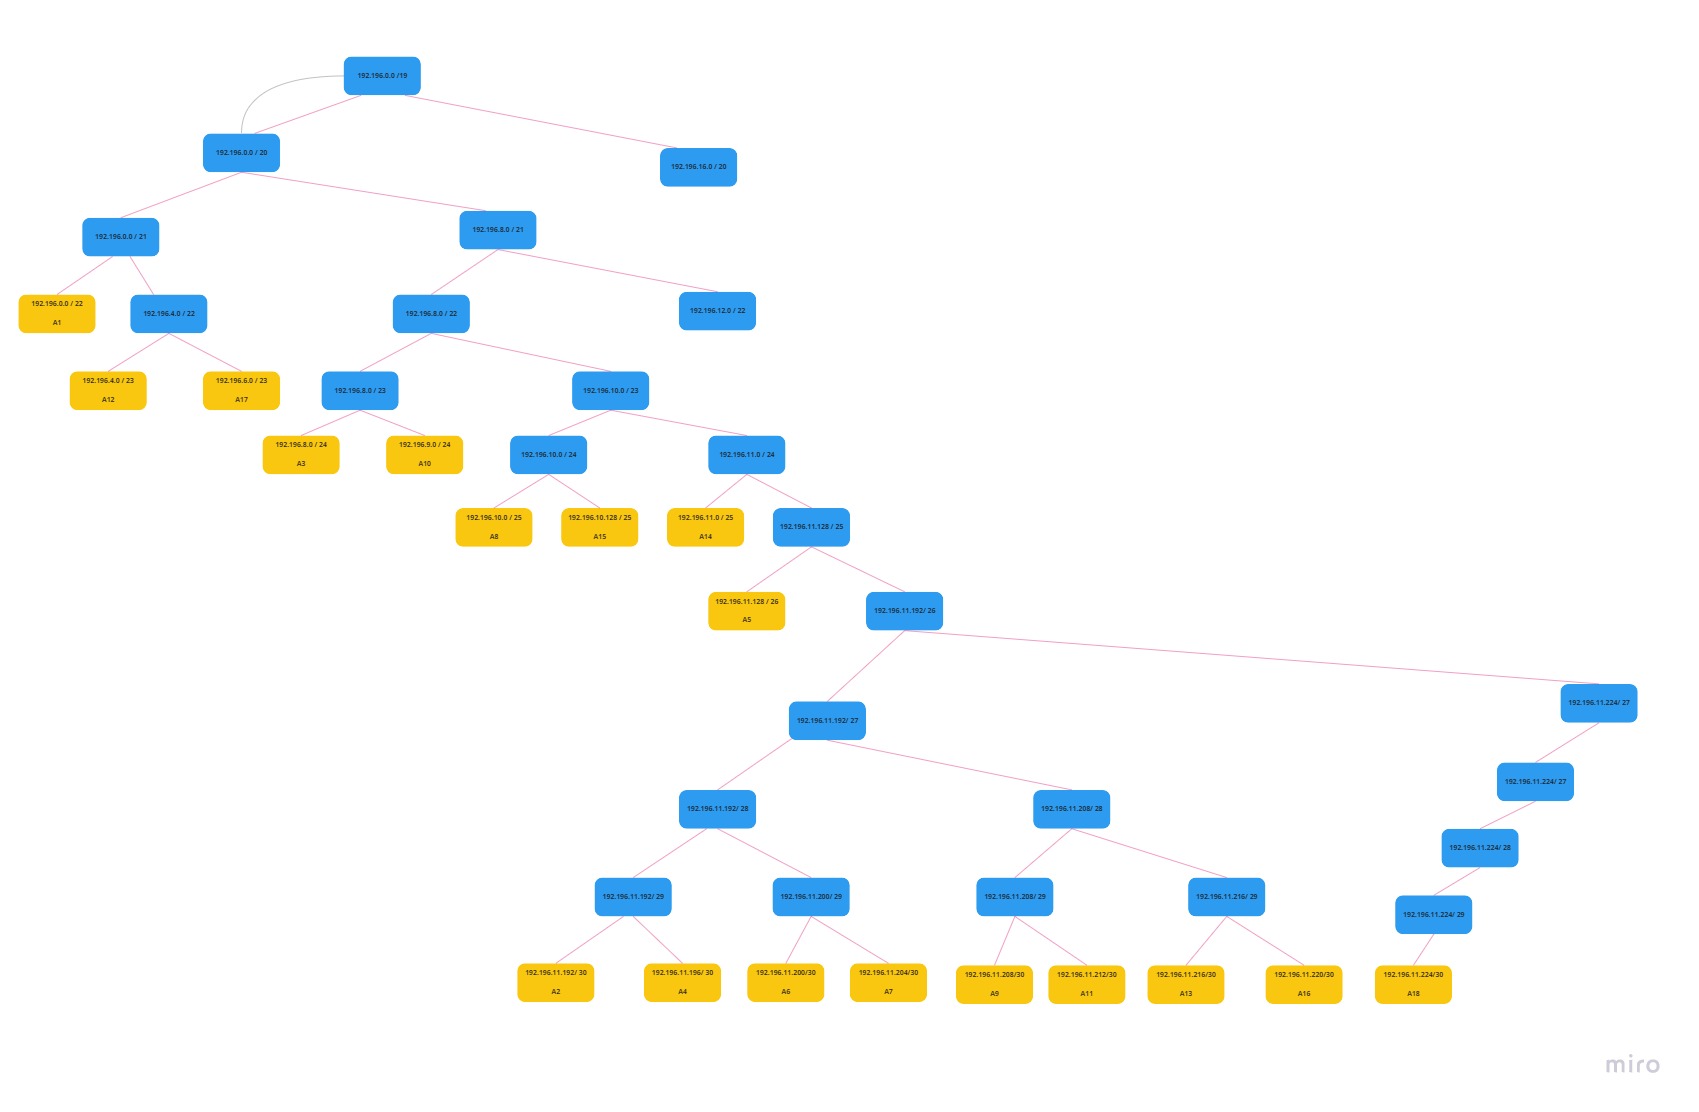 192.196.0.0 /19
192.196.0.0 / 20
192.196.16.0 / 20
192.196.0.0 / 21
192.196.8.0 / 21
192.196.0.0 / 22
A1
192.196.4.0 / 22
192.196.8.0 / 22
192.196.12.0 / 22
192.196.4.0 / 23
A12
192.196.6.0 / 23
A17
192.196.8.0 / 23
192.196.10.0 / 23
192.196.8.0 / 24
A3
192.196.9.0 / 24
A10
192.196.10.0 / 24
192.196.11.0 / 24
192.196.10.0 / 25
A8
192.196.10.128 / 25
A15
192.196.11.0 / 25
A14
192.196.11.128 / 25
192.196.11.128 / 26
A5
192.196.11.192/ 26
192.196.11.224/ 27
192.196.11.192/ 27
192.196.11.224/ 27
192.196.11.192/ 28
192.196.11.208/ 28
192.196.11.224/ 28
192.196.11.192/ 29
192.196.11.200/ 29
192.196.11.208/ 29
192.196.11.216/ 29
192.196.11.224/ 29
192.196.11.192/ 30
A2
192.196.11.196/ 30
A4
192.196.11.200/30
A6
192.196.11.204/30
A7
192.196.11.208/30
A9
192.196.11.212/30
A11
192.196.11.216/30
A13
192.196.11.220/30
A16
192.196.11.224/30
A18
miro